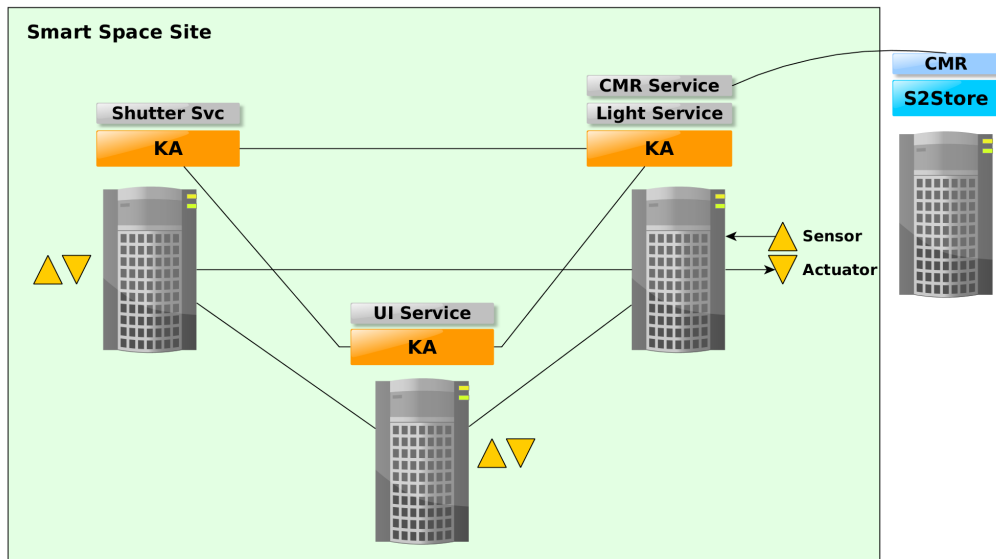 Smart Space Site
CMR
CMR Service
S2Store
Shutter Svc
Light Service
KA
KA
Sensor
Actuator
UI Service
KA